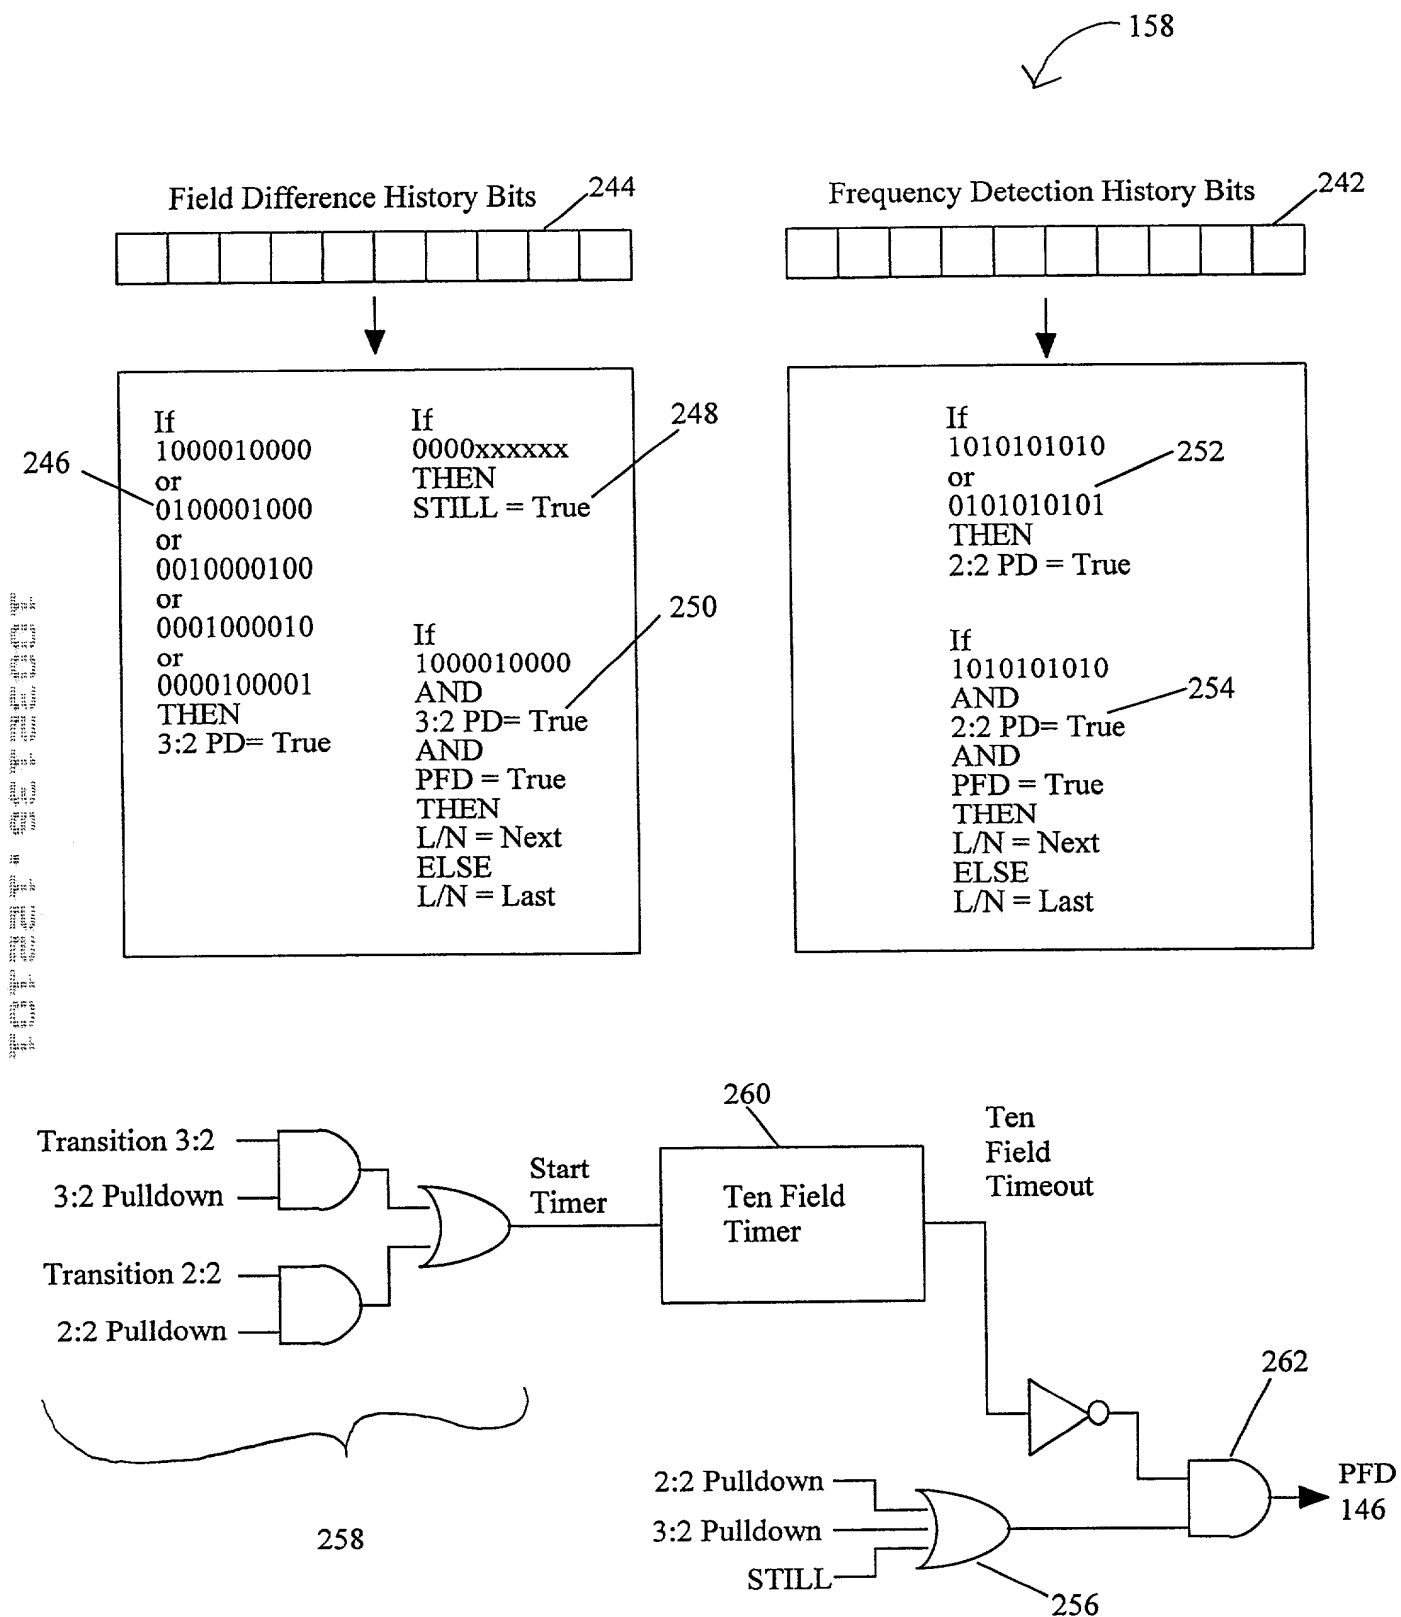 158
Field Difference History Bits
244
Frequency Detection History Bits
242
246
If
1000010000
or
0100001000
or
0010000100
or
0001000010
or
0000100001
THEN
3:2 PD= True
If
0000xxxxxx
THEN
STILL = True
248
If
1000010000
AND
3:2 PD= True
AND
PFD = True
THEN
L/N = Next
ELSE
L/N = Last
250
If
1010101010
or
0101010101
THEN
2:2 PD = True
252
If
1010101010
AND
2:2 PD= True
AND
PFD = True
THEN
L/N = Next
ELSE
L/N = Last
254
Transition 3:2
3:2 Pulldown
Transition 2:2
2:2 Pulldown
258
Start
Timer
260
Ten Field
Timer
Ten
Field
Timeout
262
2:2 Pulldown
3:2 Pulldown
STILL
256
PFD
146